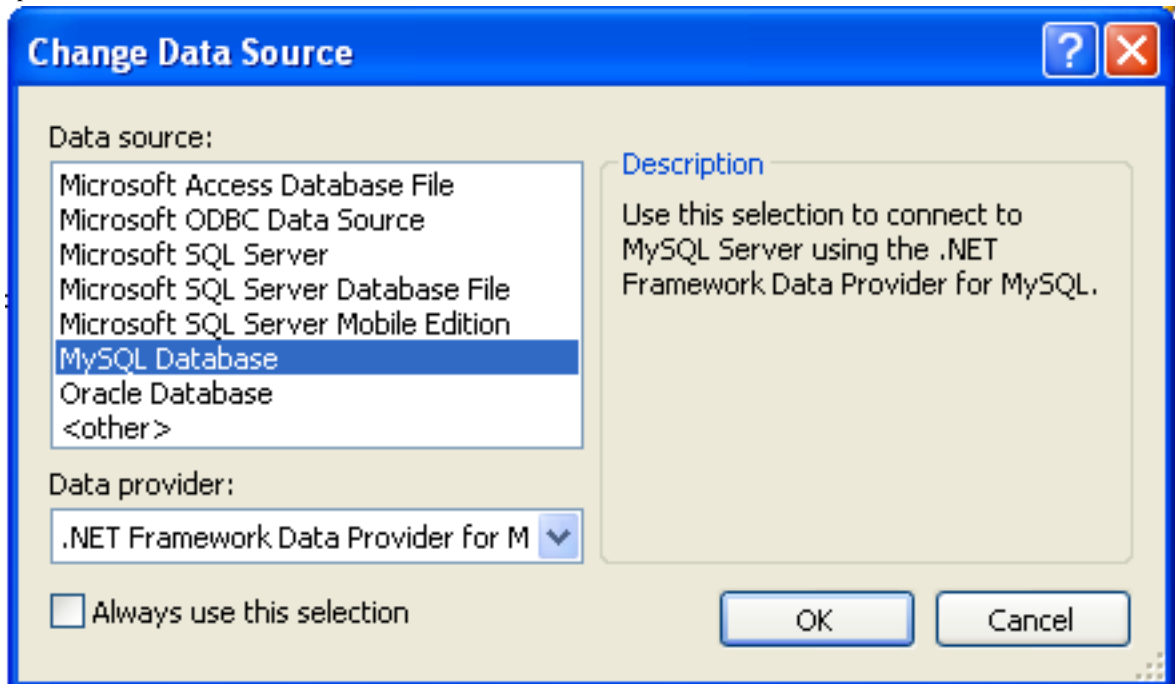 Change Data Source
Data source:
Microsoft Access Database File
Microsoft ODBC Data Source
Microsoft SQL Server
Microsoft SQL Server Database File
Microsoft SQL Server Mobile Edition
MySQL Database
Oracle Database
<other>
Data provider:
.NET Framework Data Provider for M
Always use this selection
Description
Use this selection to connect to
MySQL Server using the .NET
Framework Data Provider for MySQL.
OK
Cancel